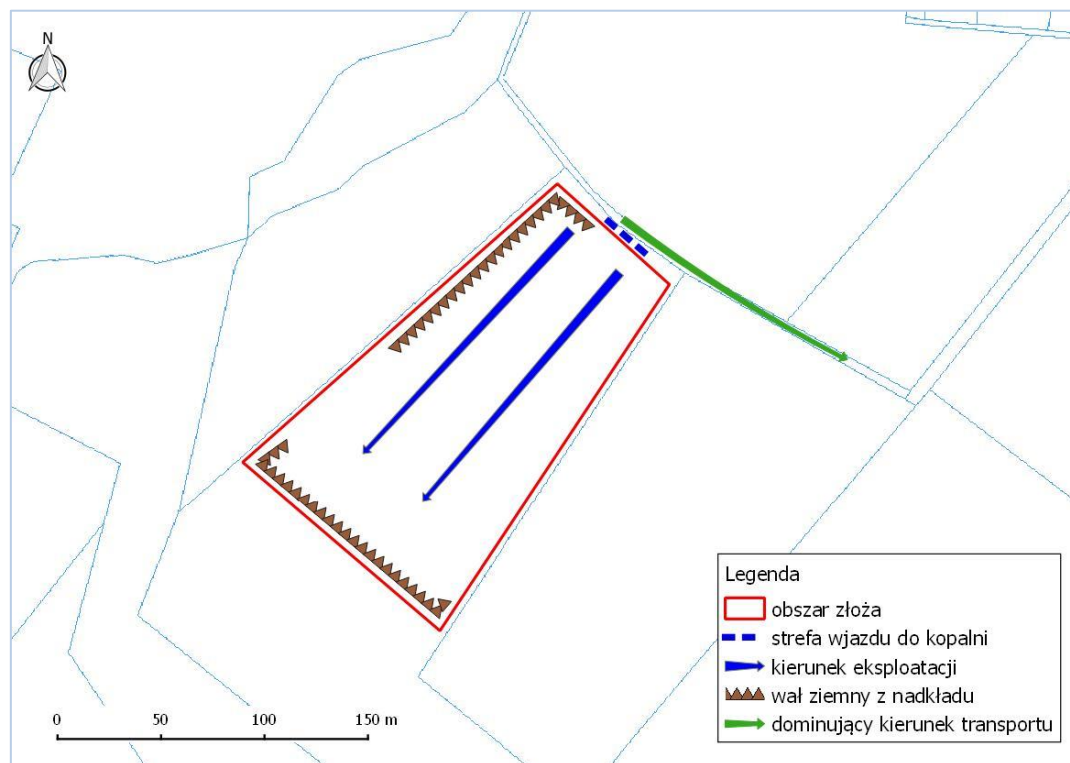 N
Legenda
obszar złoża
strefa wjazdu do kopalni
kierunek eksploatacji
wał ziemny z nadkładu
dominujący kierunek transportu
0 50 100 150 m